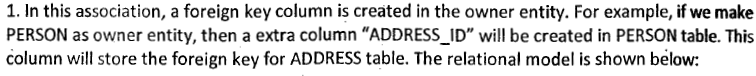 1. In this association, a foreign key column is created in the owner entity. For example, if we make
PERSON as owner entity, then a extra column "ADDRESS_ID" will be created in PERSON table. This
column will store the foreign key for ADDRESS table. The relational model is shown below: